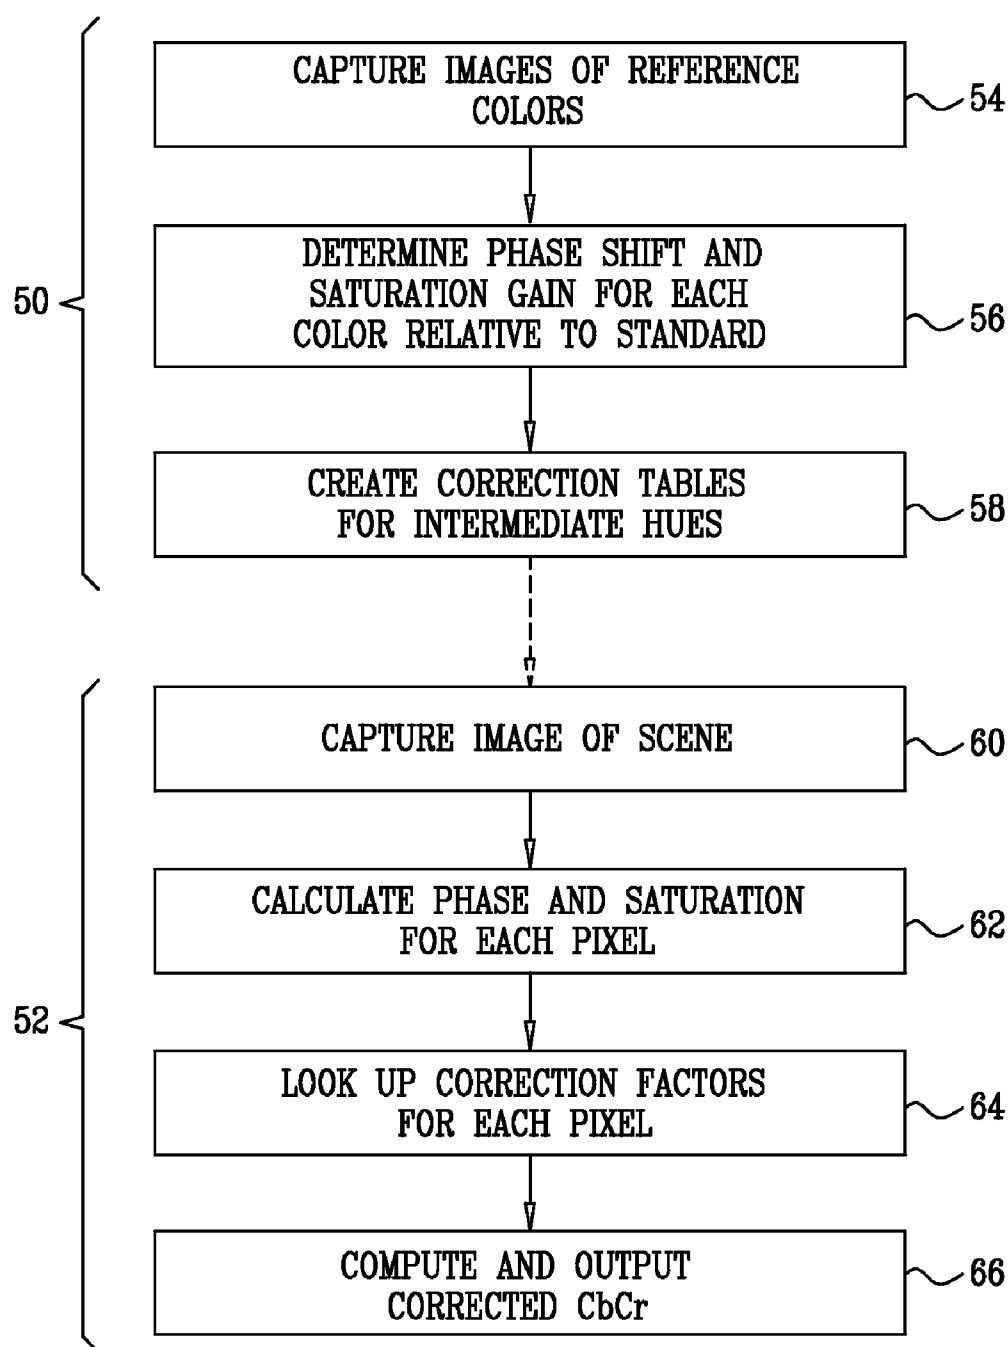 CAPTURE IMAGES OF REFERENCE
COLORS
54
DETERMINE PHASE SHIFT AND
SATURATION GAIN FOR EACH
COLOR RELATIVE TO STANDARD
56
50
CREATE CORRECTION TABLES
FOR INTERMEDIATE HUES
58
CAPTURE IMAGE OF SCENE
60
CALCULATE PHASE AND SATURATION
FOR EACH PIXEL
62
52
LOOK UP CORRECTION FACTORS
FOR EACH PIXEL
64
COMPUTE AND OUTPUT
CORRECTED CbCr
66